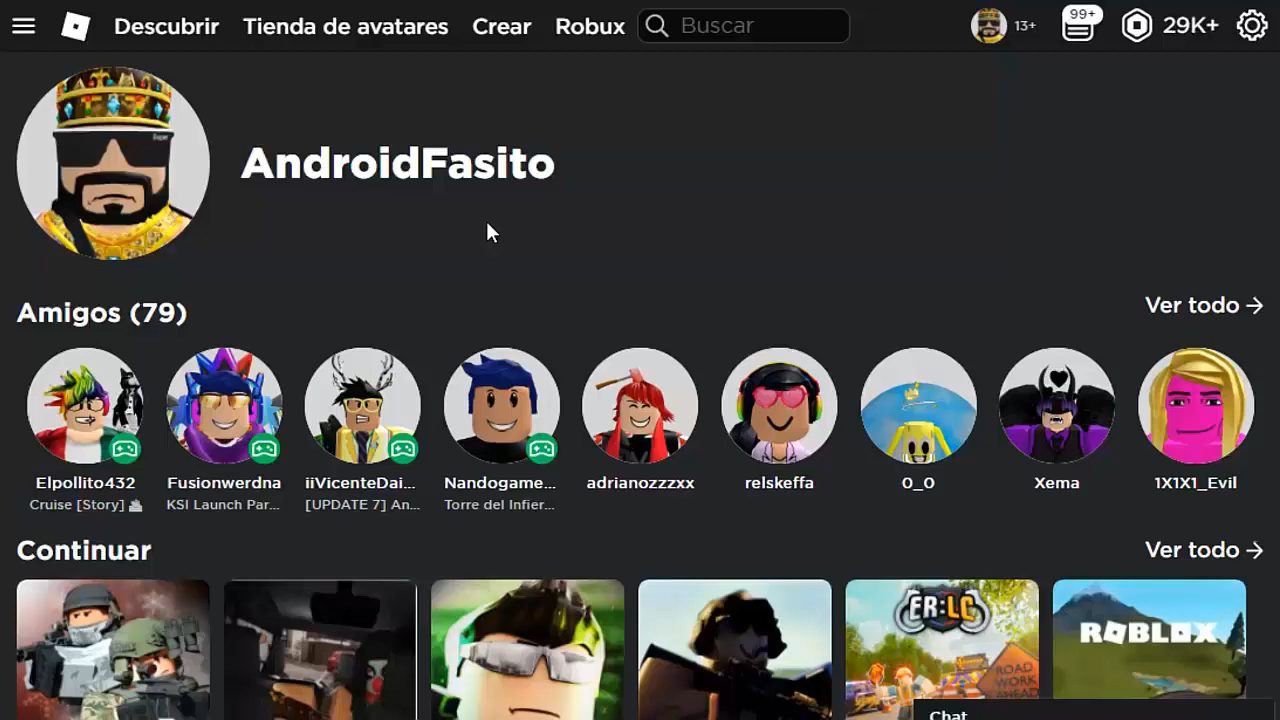 Descubrir Tienda de avatares Crear Robux Buscar 13+ 99+ 29K+
AndroidFasito
Amigos (79) Ver todo →
Elpollito432 Fusionwerdna iiVicenteDai... Nandogame... adrianozzzxx relskeffa 0_0 Xema 1X1X1_Evil
Cruise [Story] KSI Launch Par... [UPDATE 7] An... Torre del Infier...
Continuar Ver todo →
ER:LC
ROBLOX
ROAD
WORK
AHEAD
Chat